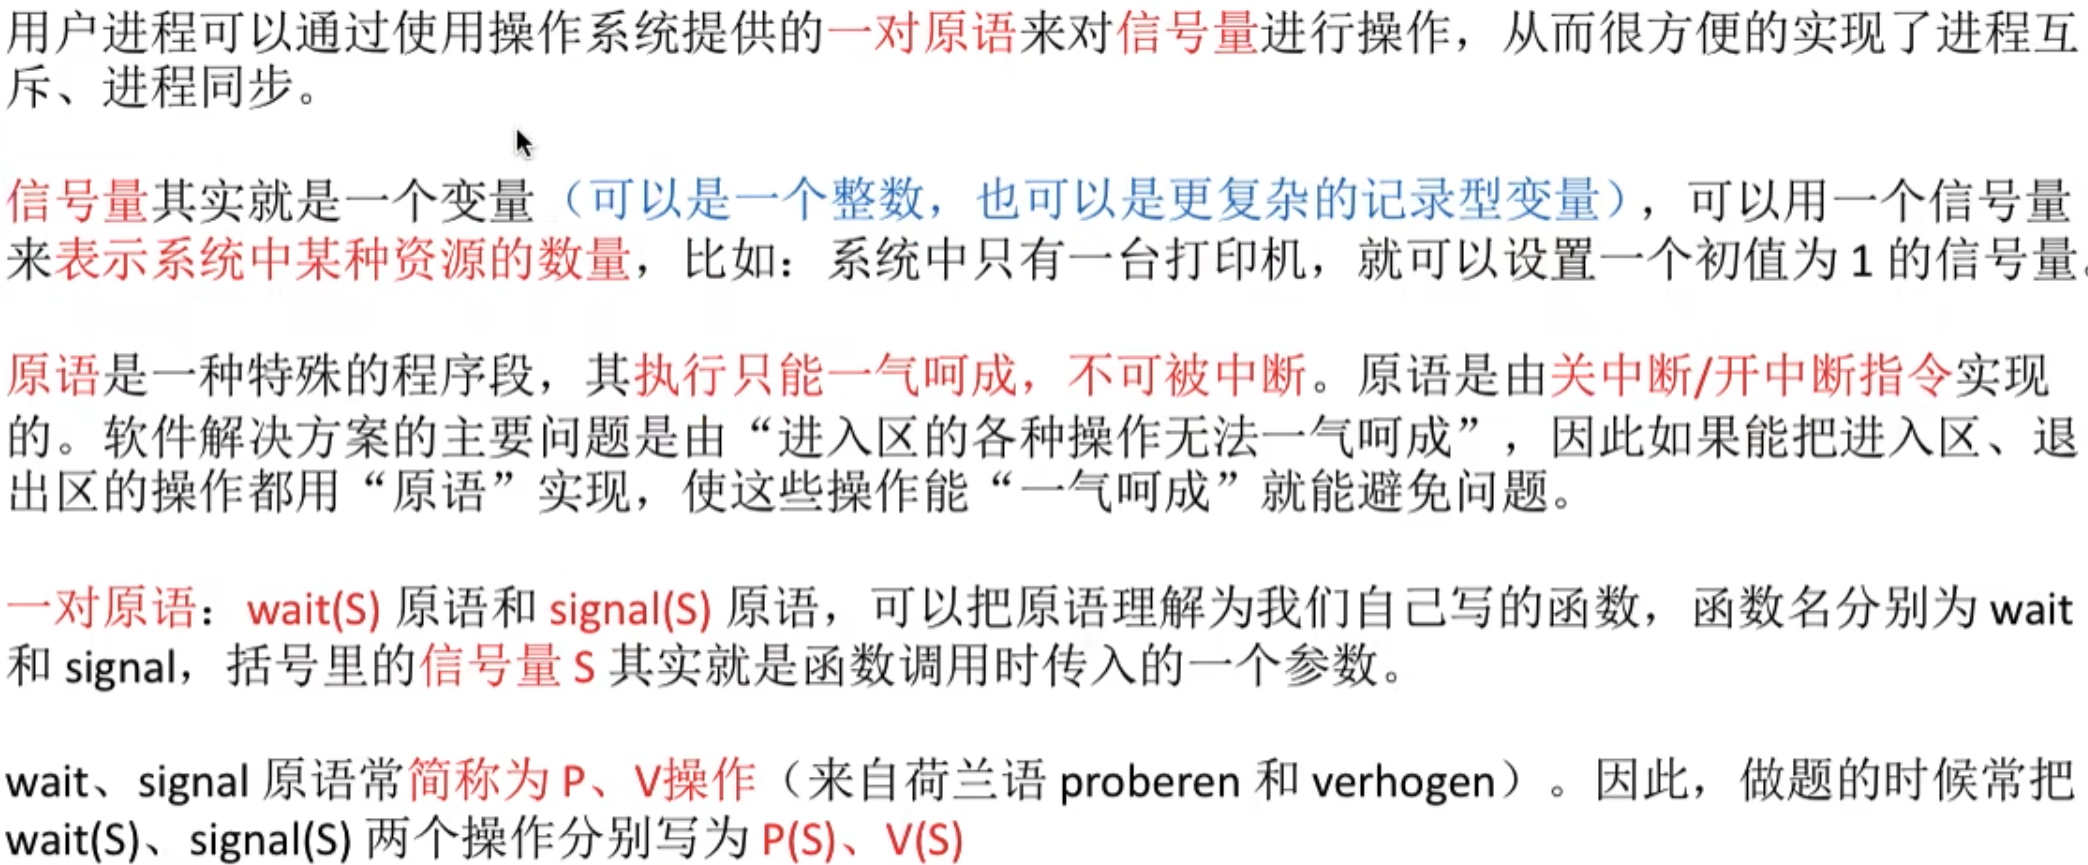 用户进程可以通过使用操作系统提供的一对原语来对信号量进行操作，从而很方便的实现了进程互
斥、进程同步。
信号量其实就是一个变量（可以是一个整数，也可以是更复杂的记录型变量），可以用一个信号量
来表示系统中某种资源的数量，比如：系统中只有一台打印机，就可以设置一个初值为 1 的信号量。
原语是一种特殊的程序段，其执行只能一气呵成，不可被中断。原语是由关中断/开中断指令实现
的。软件解决方案的主要问题是由“进入区的各种操作无法一气呵成”，因此如果能把进入区、退
出区的操作都用“原语”实现，使这些操作能“一气呵成”就能避免问题。
一对原语：wait(S) 原语和 signal(S) 原语，可以把原语理解为我们自己写的函数，函数名分别为 wait
和 signal，括号里的信号量 S 其实就是函数调用时传入的一个参数。
wait、signal 原语常简称为 P、V操作（来自荷兰语 proberen 和 verhogen）。因此，做题的时候常把
wait(S)、signal(S) 两个操作分别写为 P(S)、V(S)